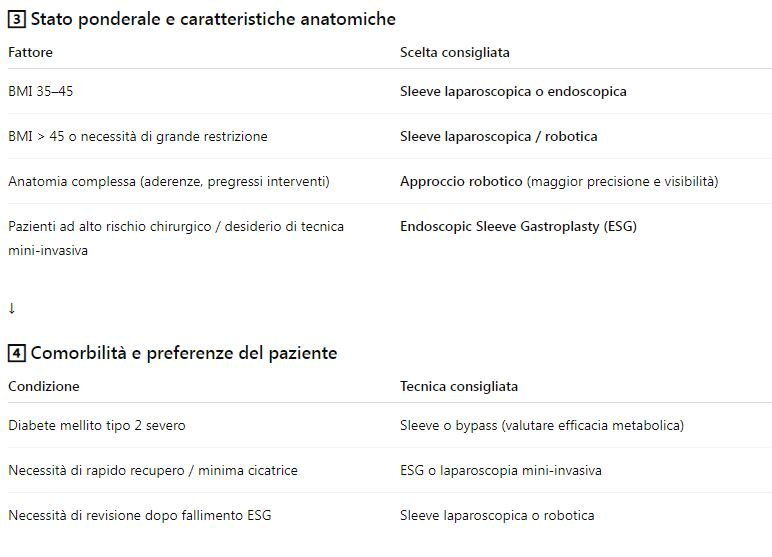 3 Stato ponderale e caratteristiche anatomiche
Fattore Scelta consigliata
BMI 35–45 Sleeve laparoscopica o endoscopica
BMI > 45 o necessità di grande restrizione Sleeve laparoscopica / robotica
Anatomia complessa (aderenze, pregressi interventi) Approccio robotico (maggior precisione e visibilità)
Pazienti ad alto rischio chirurgico / desiderio di tecnica Endoscopic Sleeve Gastroplasty (ESG)
mini-invasiva
↓
4 Comorbilità e preferenze del paziente
Condizione Tecnica consigliata
Diabete mellito tipo 2 severo Sleeve o bypass (valutare efficacia metabolica)
Necessità di rapido recupero / minima cicatrice ESG o laparoscopia mini-invasiva
Necessità di revisione dopo fallimento ESG Sleeve laparoscopica o robotica